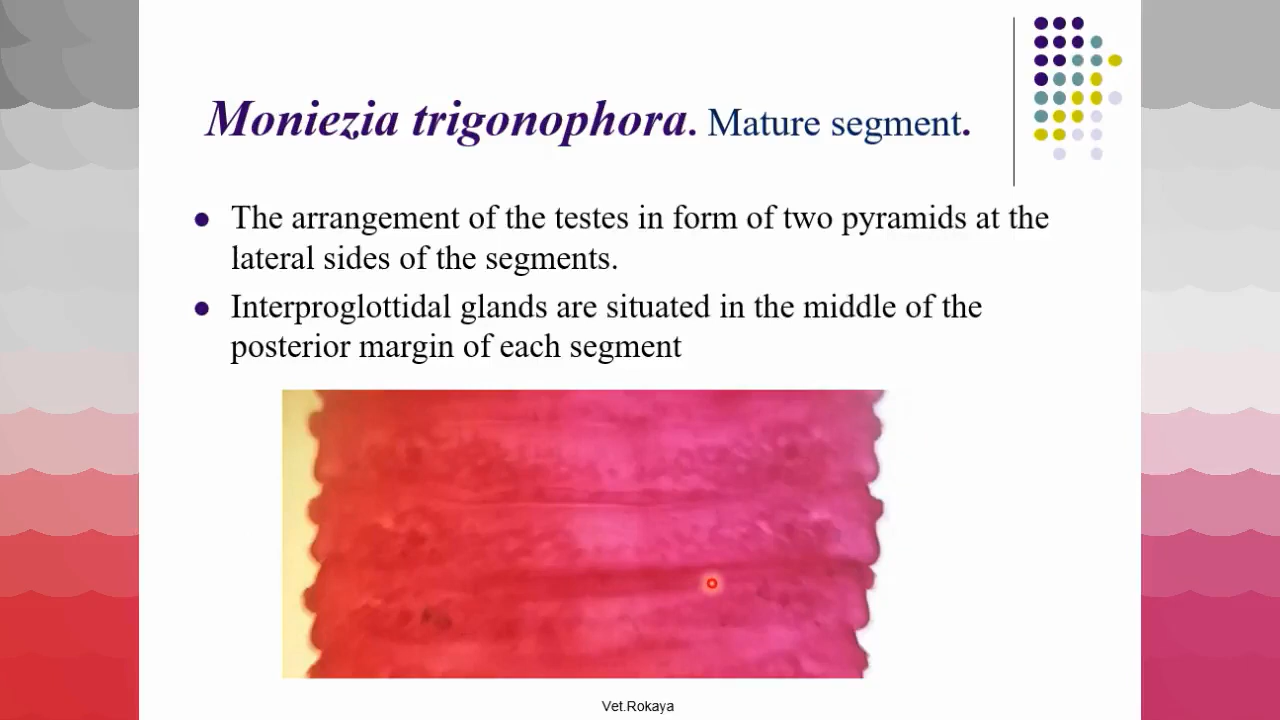 Moniezia trigonophora. Mature segment.
● The arrangement of the testes in form of two pyramids at the
lateral sides of the segments.
● Interproglottidal glands are situated in the middle of the
posterior margin of each segment
Vet.Rokaya